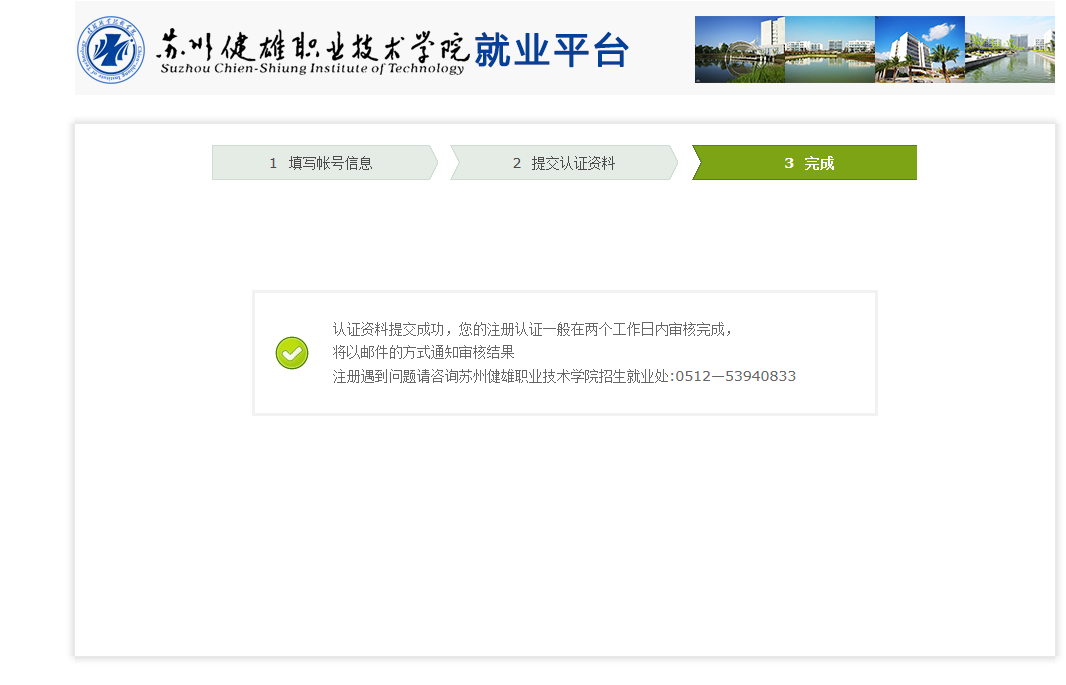 苏州健雄职业技术学院就业平台
Suzhou Chien-Shiung Institute of Technology
1 填写帐号信息
2 提交认证资料
3 完成
认证资料提交成功，您的注册认证一般在两个工作日内审核完成，
将以邮件的方式通知审核结果
注册遇到问题请咨询苏州健雄职业技术学院招生就业处:0512—53940833